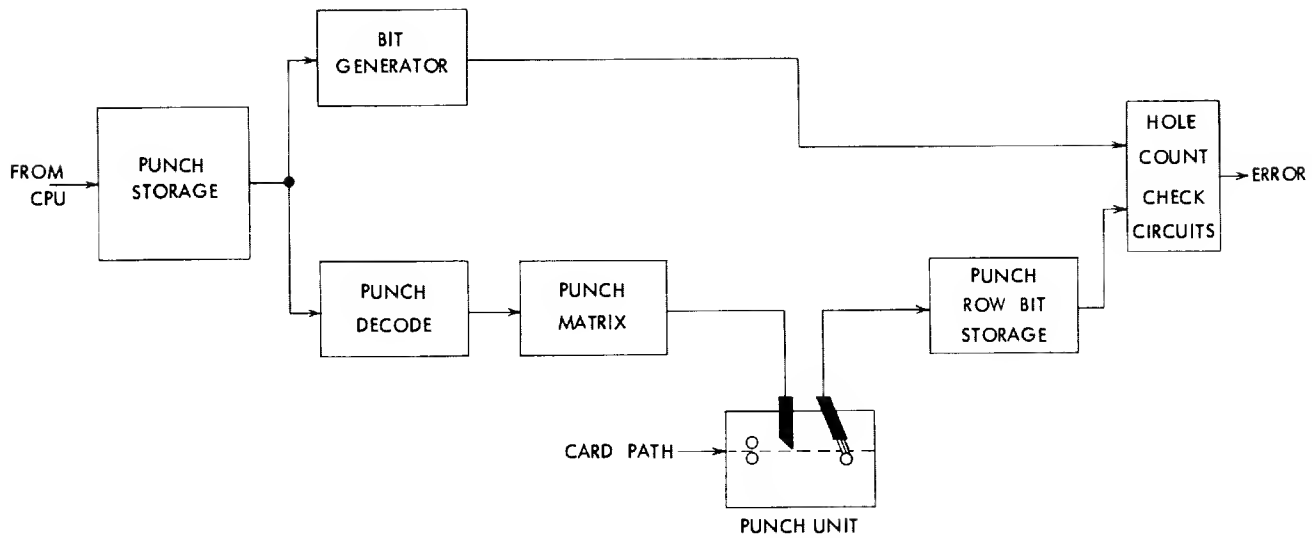 BIT
GENERATOR
PUNCH
STORAGE
FROM
CPU
HOLE
COUNT
CHECK
CIRCUITS
ERROR
PUNCH
DECODE
PUNCH
MATRIX
PUNCH
ROW BIT
STORAGE
CARD PATH
PUNCH UNIT